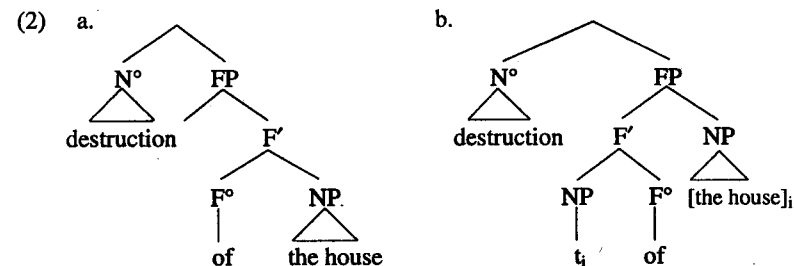 (2) a. b.
N° FP N° FP
destruction F′ destruction F′ NP
F° NP. NP F° [the house]i
of the house ti of